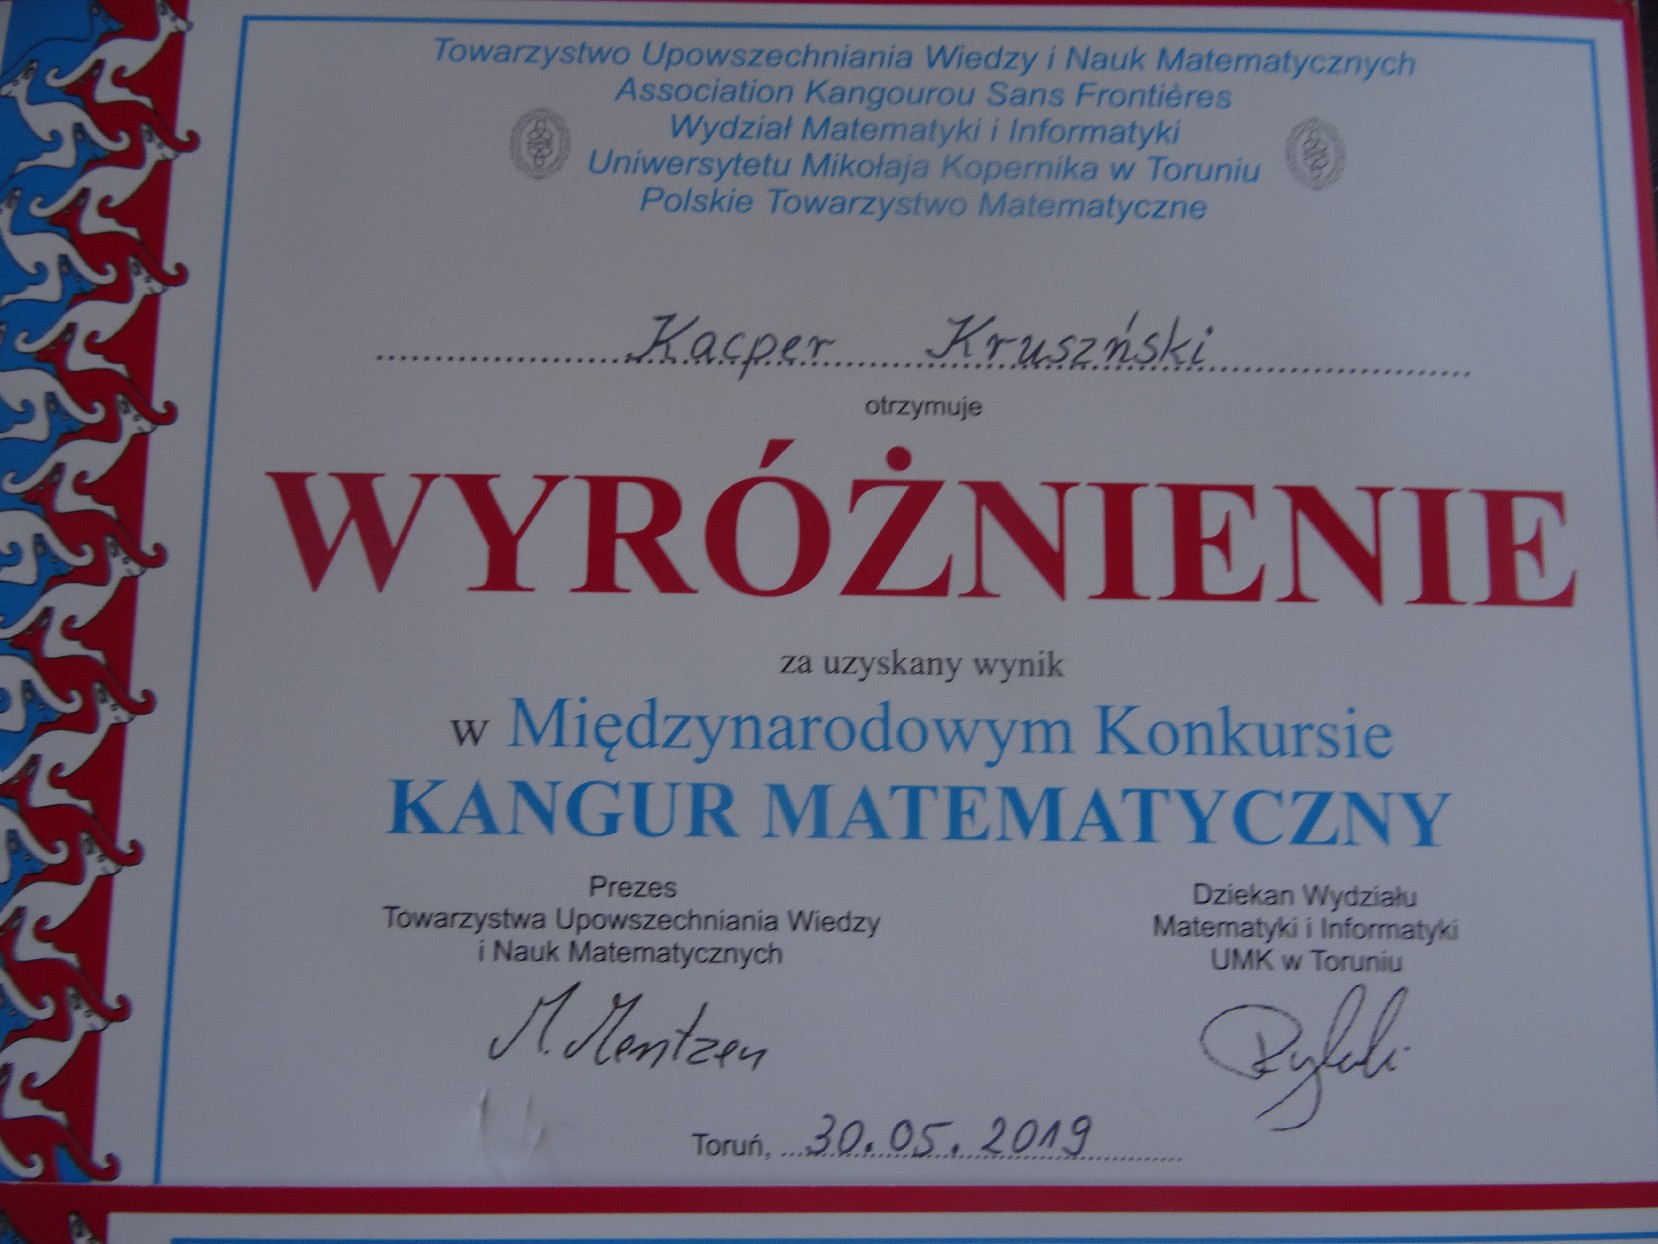 Towarzystwo Upowszechniania Wiedzy i Nauk Matematycznych
Association Kangourou Sans Frontières
Wydział Matematyki i Informatyki
Uniwersytetu Mikołaja Kopernika w Toruniu
Polskie Towarzystwo Matematyczne
Kacper Kruszński
otrzymuje
WYRÓŻNIENIE
za uzyskany wynik
w Międzynarodowym Konkursie
KANGUR MATEMATYCZNY
Prezes
Towarzystwa Upowszechniania Wiedzy
i Nauk Matematycznych
M. Mentzen
Dziekan Wydziału
Matematyki i Informatyki
UMK w Toruniu
Toruń, 30.05.2019